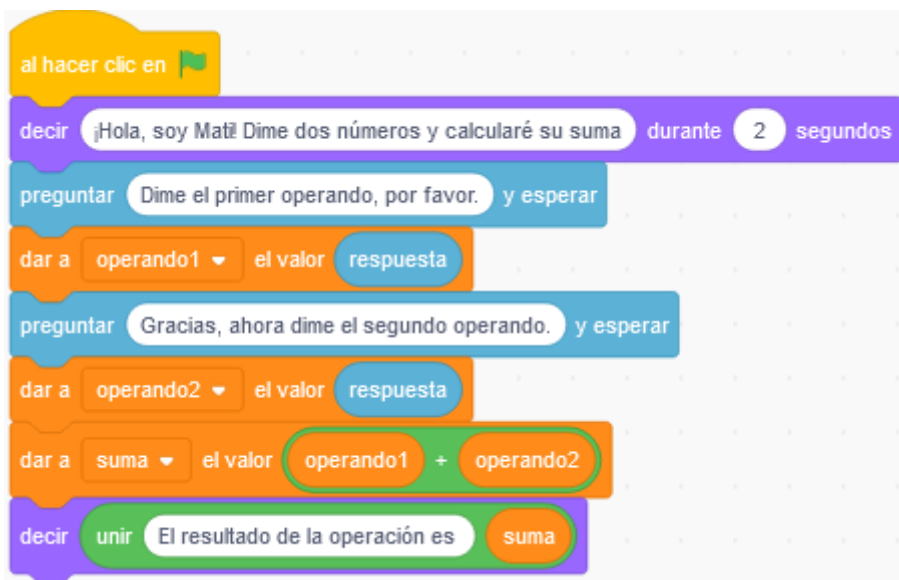 al hacer clic en
decir ¡Hola, soy Mati! Dime dos números y calcularé su suma durante 2 segundos
preguntar Dime el primer operando, por favor. y esperar
dar a operando1 el valor respuesta
preguntar Gracias, ahora dime el segundo operando. y esperar
dar a operando2 el valor respuesta
dar a suma el valor operando1 + operando2
decir unir El resultado de la operación es suma